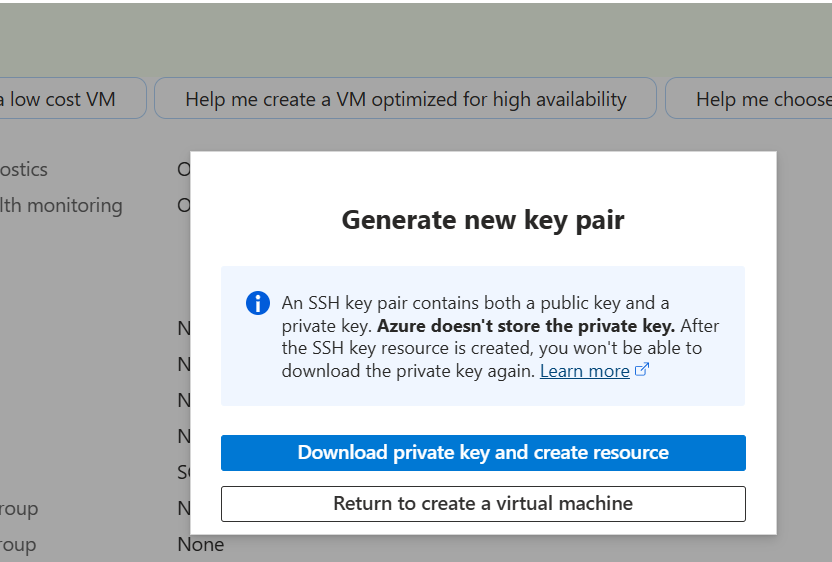 a low cost VM
Help me create a VM optimized for high availability
Help me choose
ostics
lth monitoring
Generate new key pair
An SSH key pair contains both a public key and a
private key. Azure doesn't store the private key. After
the SSH key resource is created, you won't be able to
download the private key again. Learn more
Download private key and create resource
Return to create a virtual machine
roup
roup
None